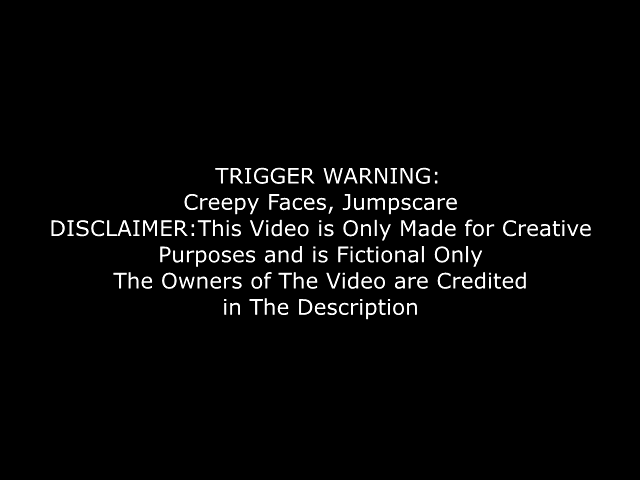 TRIGGER WARNING:
Creepy Faces, Jumpscare
DISCLAIMER:This Video is Only Made for Creative
Purposes and is Fictional Only
The Owners of The Video are Credited
in The Description